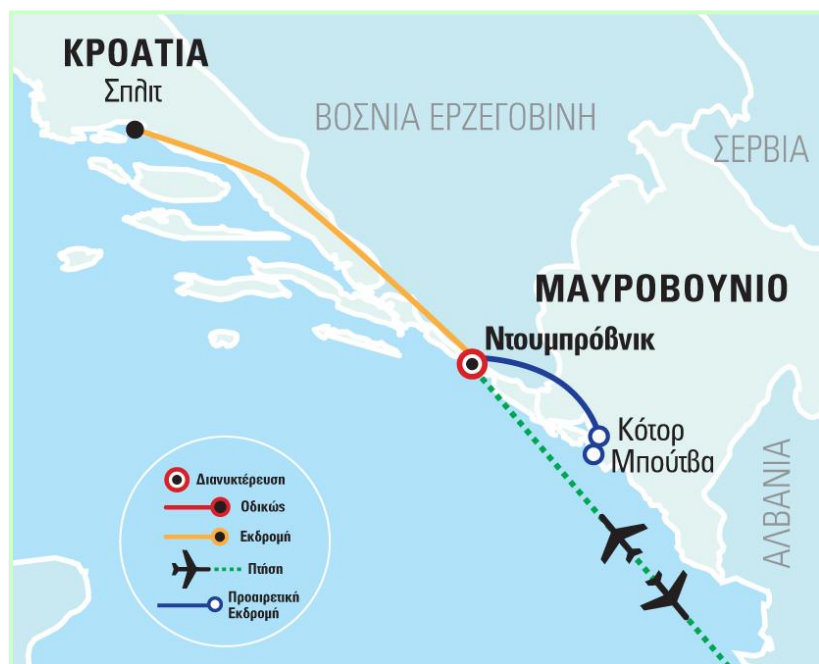 ΚΡΟΑΤΙΑ
Σπλιτ
ΒΟΣΝΙΑ ΕΡΖΕΓΟΒΙΝΗ
ΣΕΡΒΙΑ
ΜΑΥΡΟΒΟΥΝΙΟ
Ντουμπρόβνικ
Κότορ
Μπούτβα
ΑΛΒΑΝΙΑ
Διανυκτέρευση
Οδικώς
Εκδρομή
Πτήση
Προαιρετική
Εκδρομή